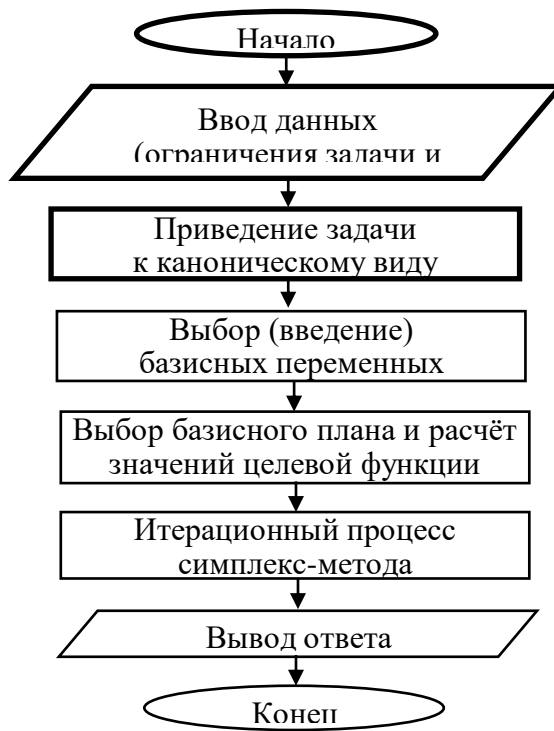 Начало
Ввод данных
(ограничения задачи и
Приведение задачи
к каноническому виду
Выбор (введение)
базисных переменных
Выбор базисного плана и расчёт
значений целевой функции
Итерационный процесс
симплекс-метода
Вывод ответа
Конец